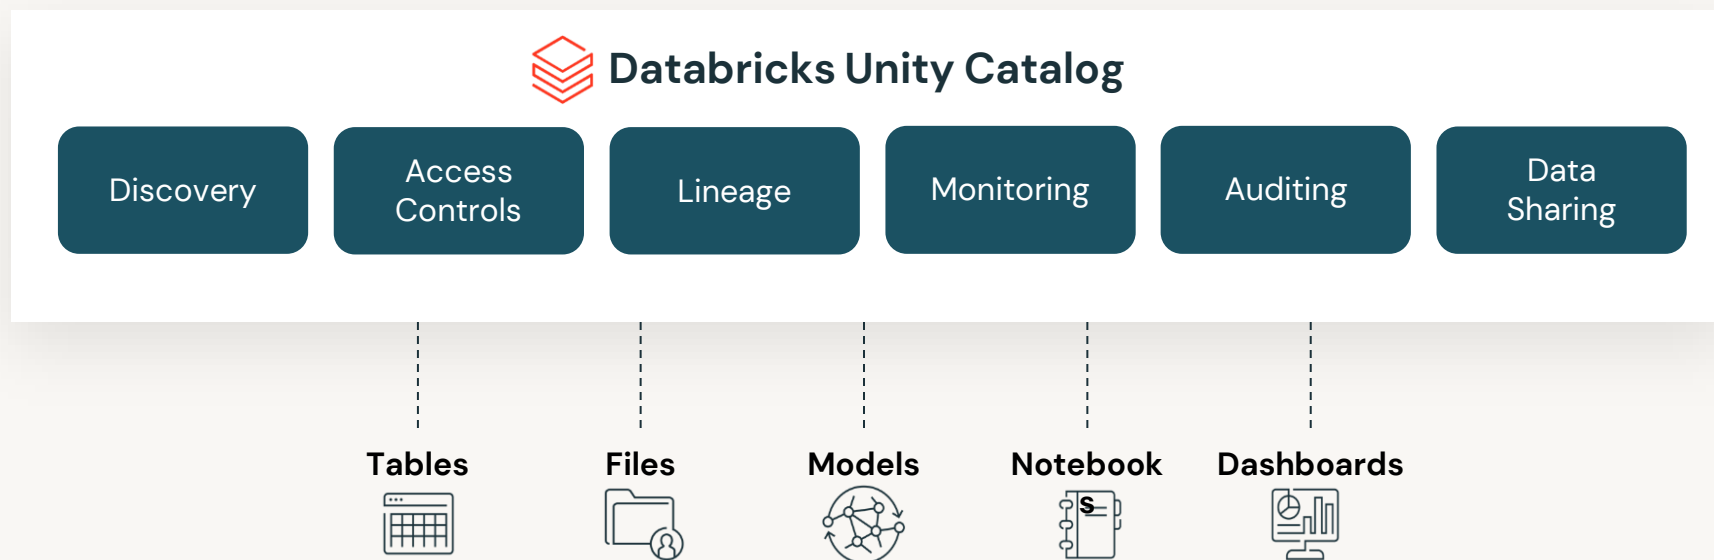 Databricks Unity Catalog
Discovery
Access
Controls
Lineage
Monitoring
Auditing
Data
Sharing
Tables
Files
Models
Notebook
s
Dashboards